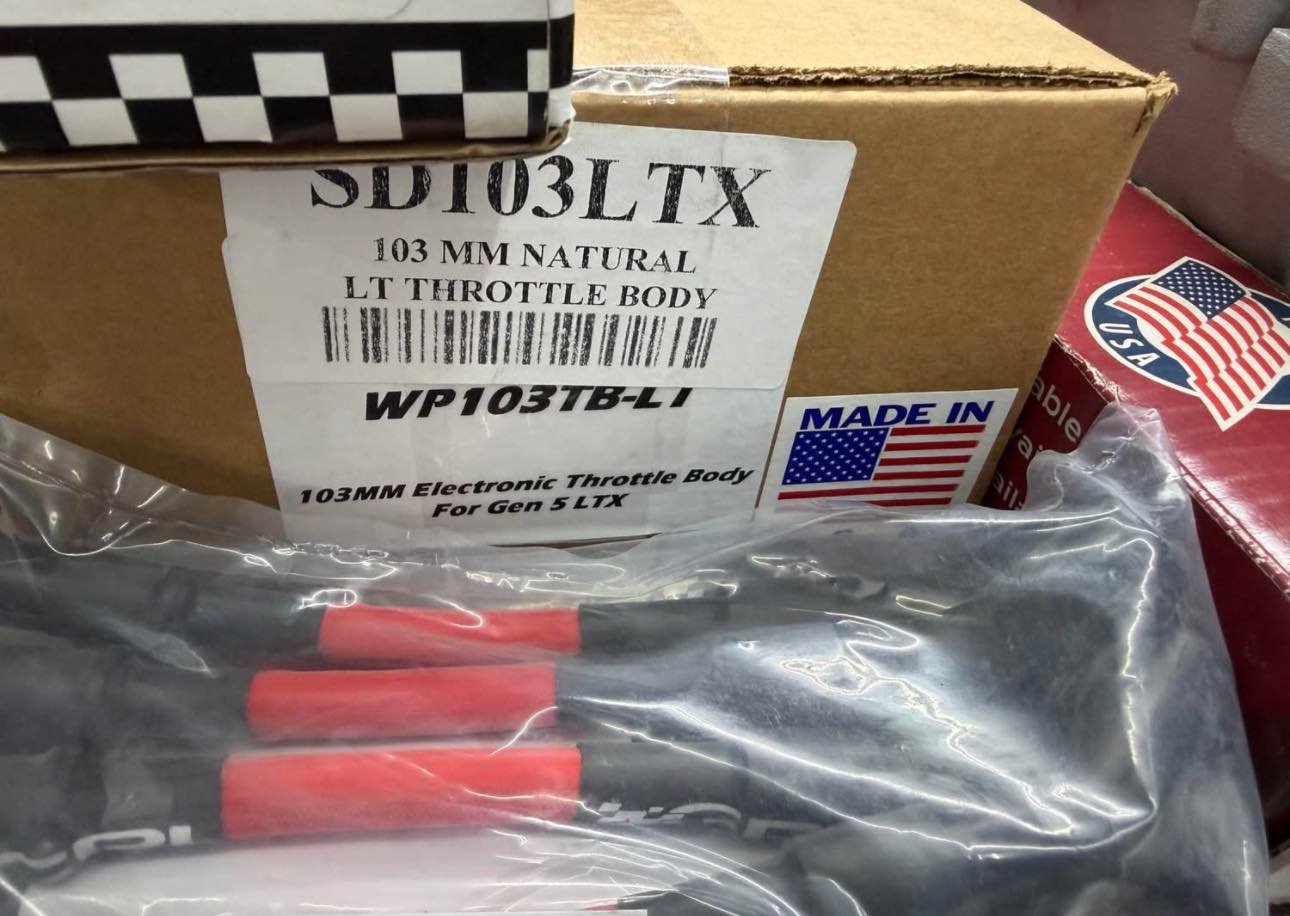 SD103LTX
103 MM NATURAL
LT THROTTLE BODY
WP103TB-LT
103MM Electronic Throttle Body
For Gen 5 LTX
MADE IN
USA
able